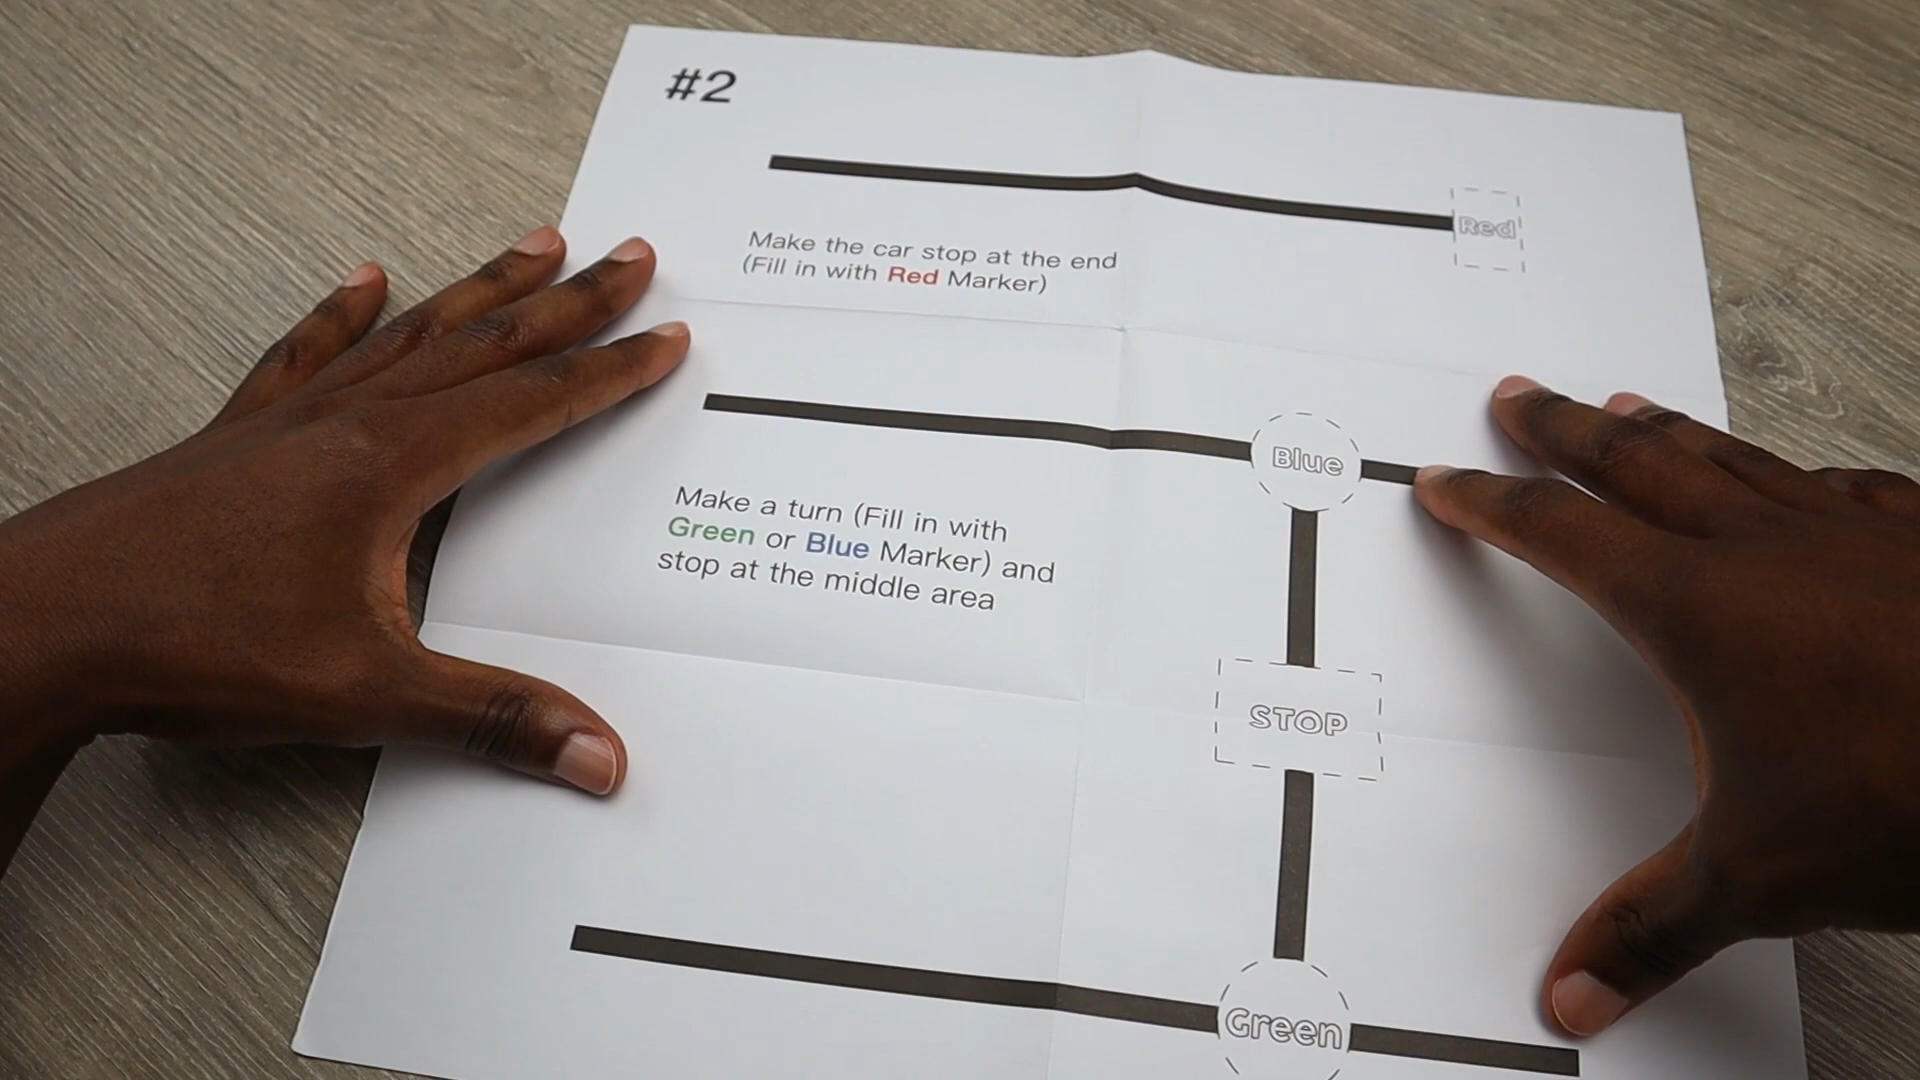 #2
Red
Make the car stop at the end
(Fill in with Red Marker)
Blue
Make a turn (Fill in with
Green or Blue Marker) and
stop at the middle area
STOP
Green